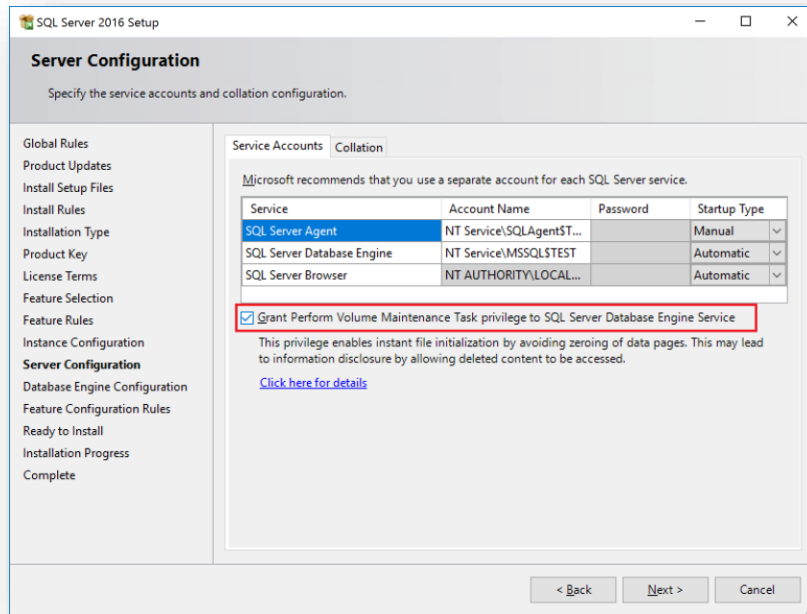 SQL Server 2016 Setup
Server Configuration
Specify the service accounts and collation configuration.
Global Rules
Product Updates
Install Setup Files
Install Rules
Installation Type
Product Key
License Terms
Feature Selection
Feature Rules
Instance Configuration
Server Configuration
Database Engine Configuration
Feature Configuration Rules
Ready to Install
Installation Progress
Complete
Service Accounts Collation
Microsoft recommends that you use a separate account for each SQL Server service.
Service Account Name Password Startup Type
SQL Server Agent NT Service\SQLAgent$T... Manual
SQL Server Database Engine NT Service\MSSQL$TEST Automatic
SQL Server Browser NT AUTHORITY\LOCAL... Automatic
Grant Perform Volume Maintenance Task privilege to SQL Server Database Engine Service
This privilege enables instant file initialization by avoiding zeroing of data pages. This may lead
to information disclosure by allowing deleted content to be accessed.
Click here for details
< Back Next > Cancel